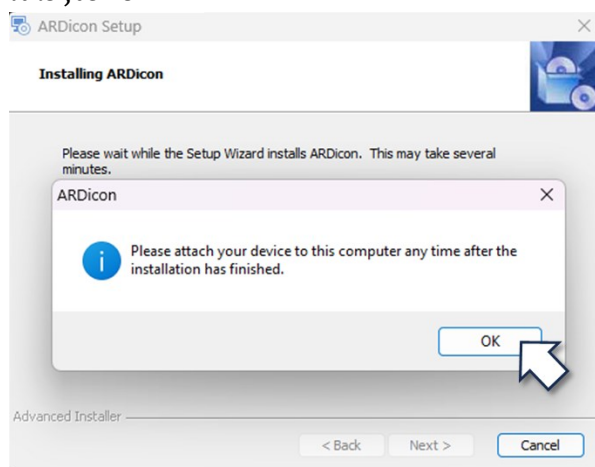 ARDicon Setup
Installing ARDicon
Please wait while the Setup Wizard installs ARDicon. This may take several
minutes.
ARDicon
Please attach your device to this computer any time after the
installation has finished.
OK
Advanced Installer
< Back Next > Cancel